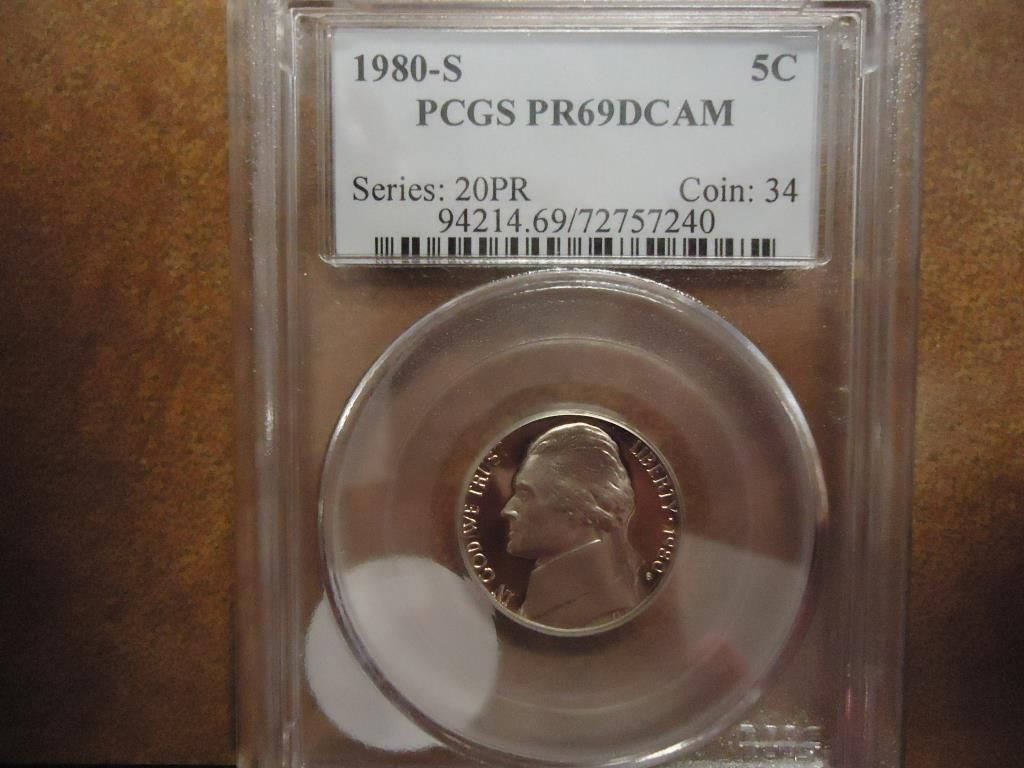 1980-S 5C
PCGS PR69DCAM
Series: 20PR Coin: 34
94214.69/72757240
IN GOD WE TRUST
LIBERTY · 1980 S